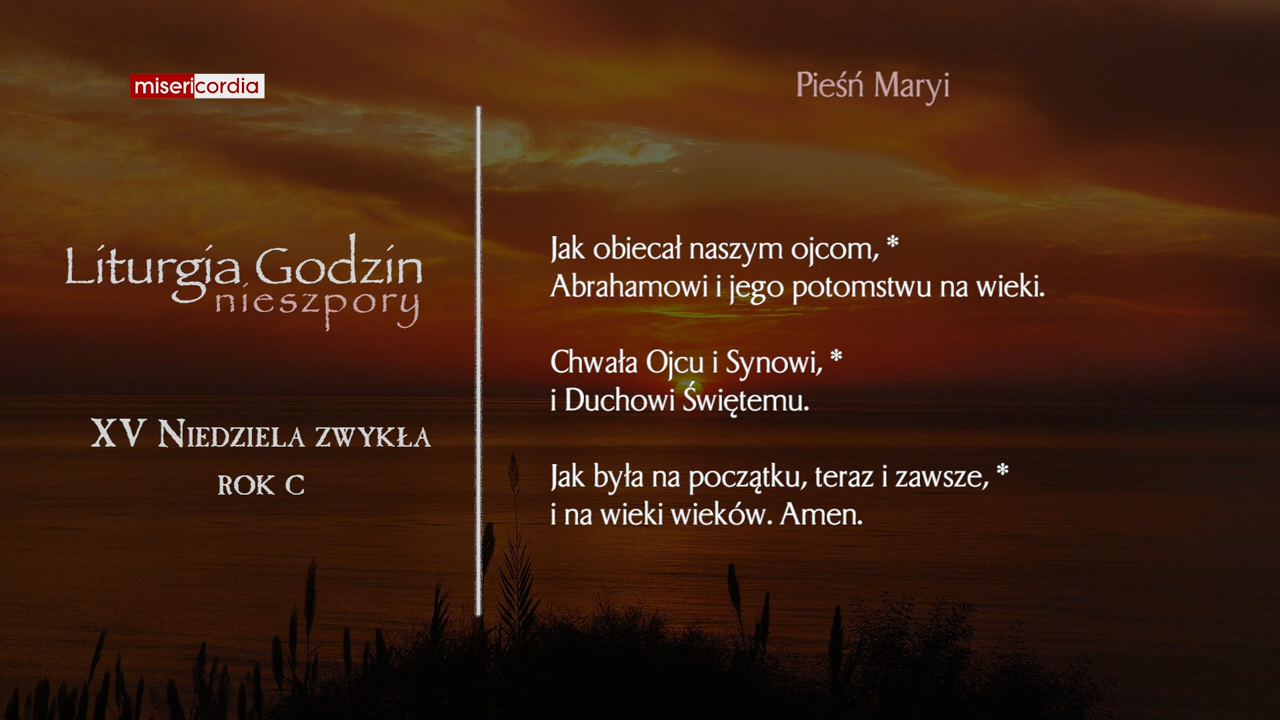 misericordia
Pieśń Maryi
Liturgia Godzin
nieszpory
XV Niedziela zwykła
rok C
Jak obiecał naszym ojcom, *
Abrahamowi i jego potomstwu na wieki.
Chwała Ojcu i Synowi, *
i Duchowi Świętemu.
Jak była na początku, teraz i zawsze, *
i na wieki wieków. Amen.